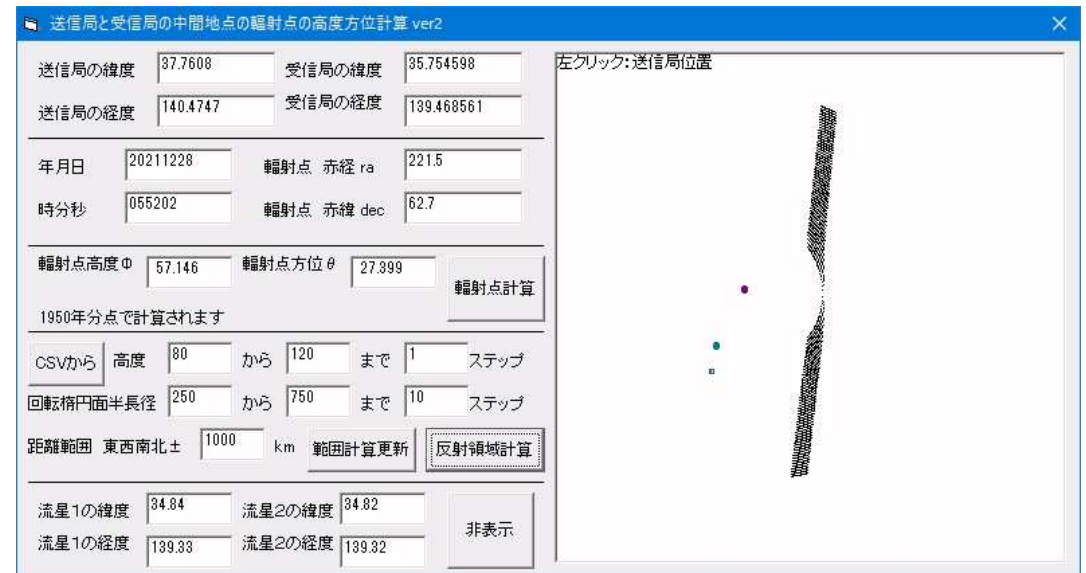 送信局と受信局の中間地点の輻射点の高度方位計算 ver2
送信局の緯度 37.7608 受信局の緯度 35.754598
送信局の経度 140.4747 受信局の経度 139.468561
左クリック:送信局位置
年月日 20211228 輻射点 赤経 ra 221.5
時分秒 055202 輻射点 赤緯 dec 62.7
輻射点高度Φ 57.146 輻射点方位θ 27.399 輻射点計算
1950年分点で計算されます
CSVから 高度 80 から 120 まで 1 ステップ
回転楕円面半長径 250 から 750 まで 10 ステップ
距離範囲 東西南北± 1000 km 範囲計算更新 反射領域計算
流星1の緯度 34.84 流星2の緯度 34.82 非表示
流星1の経度 139.33 流星2の経度 139.32